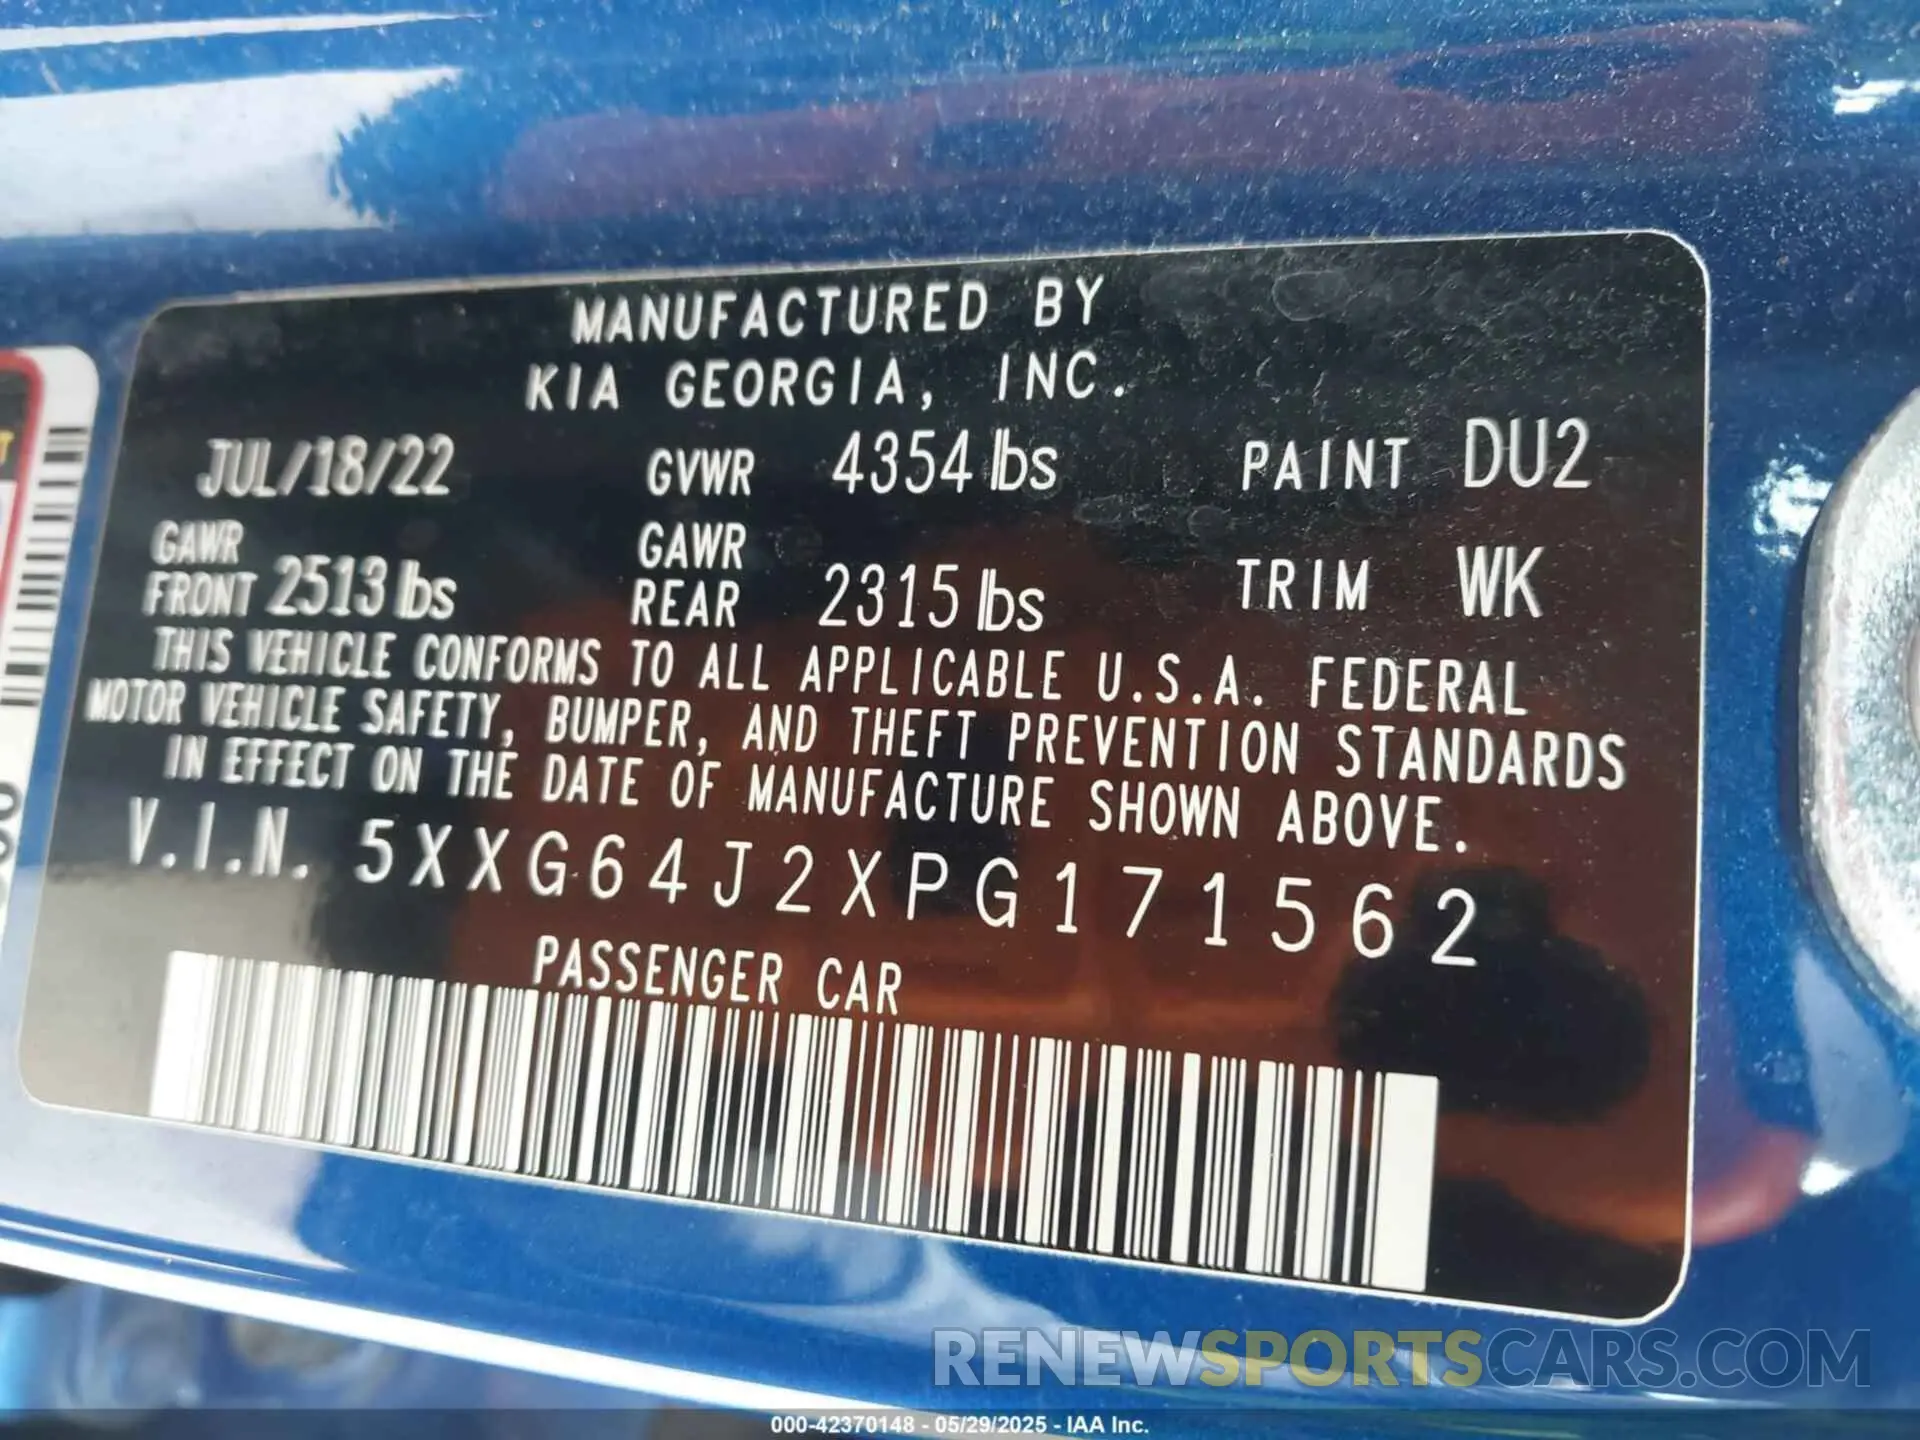 MANUFACTURED BY
KIA GEORGIA, INC.
JUL/18/22 GVWR 4354 lbs PAINT DU2
GAWR FRONT 2513 lbs GAWR REAR 2315 lbs TRIM WK
THIS VEHICLE CONFORMS TO ALL APPLICABLE U.S.A. FEDERAL
MOTOR VEHICLE SAFETY, BUMPER, AND THEFT PREVENTION STANDARDS
IN EFFECT ON THE DATE OF MANUFACTURE SHOWN ABOVE.
V.I.N. 5XXG64J2XPG171562
PASSENGER CAR
RENEWSPORTSCARS.COM
000-42370148 - 05/29/2025 - IAA Inc.